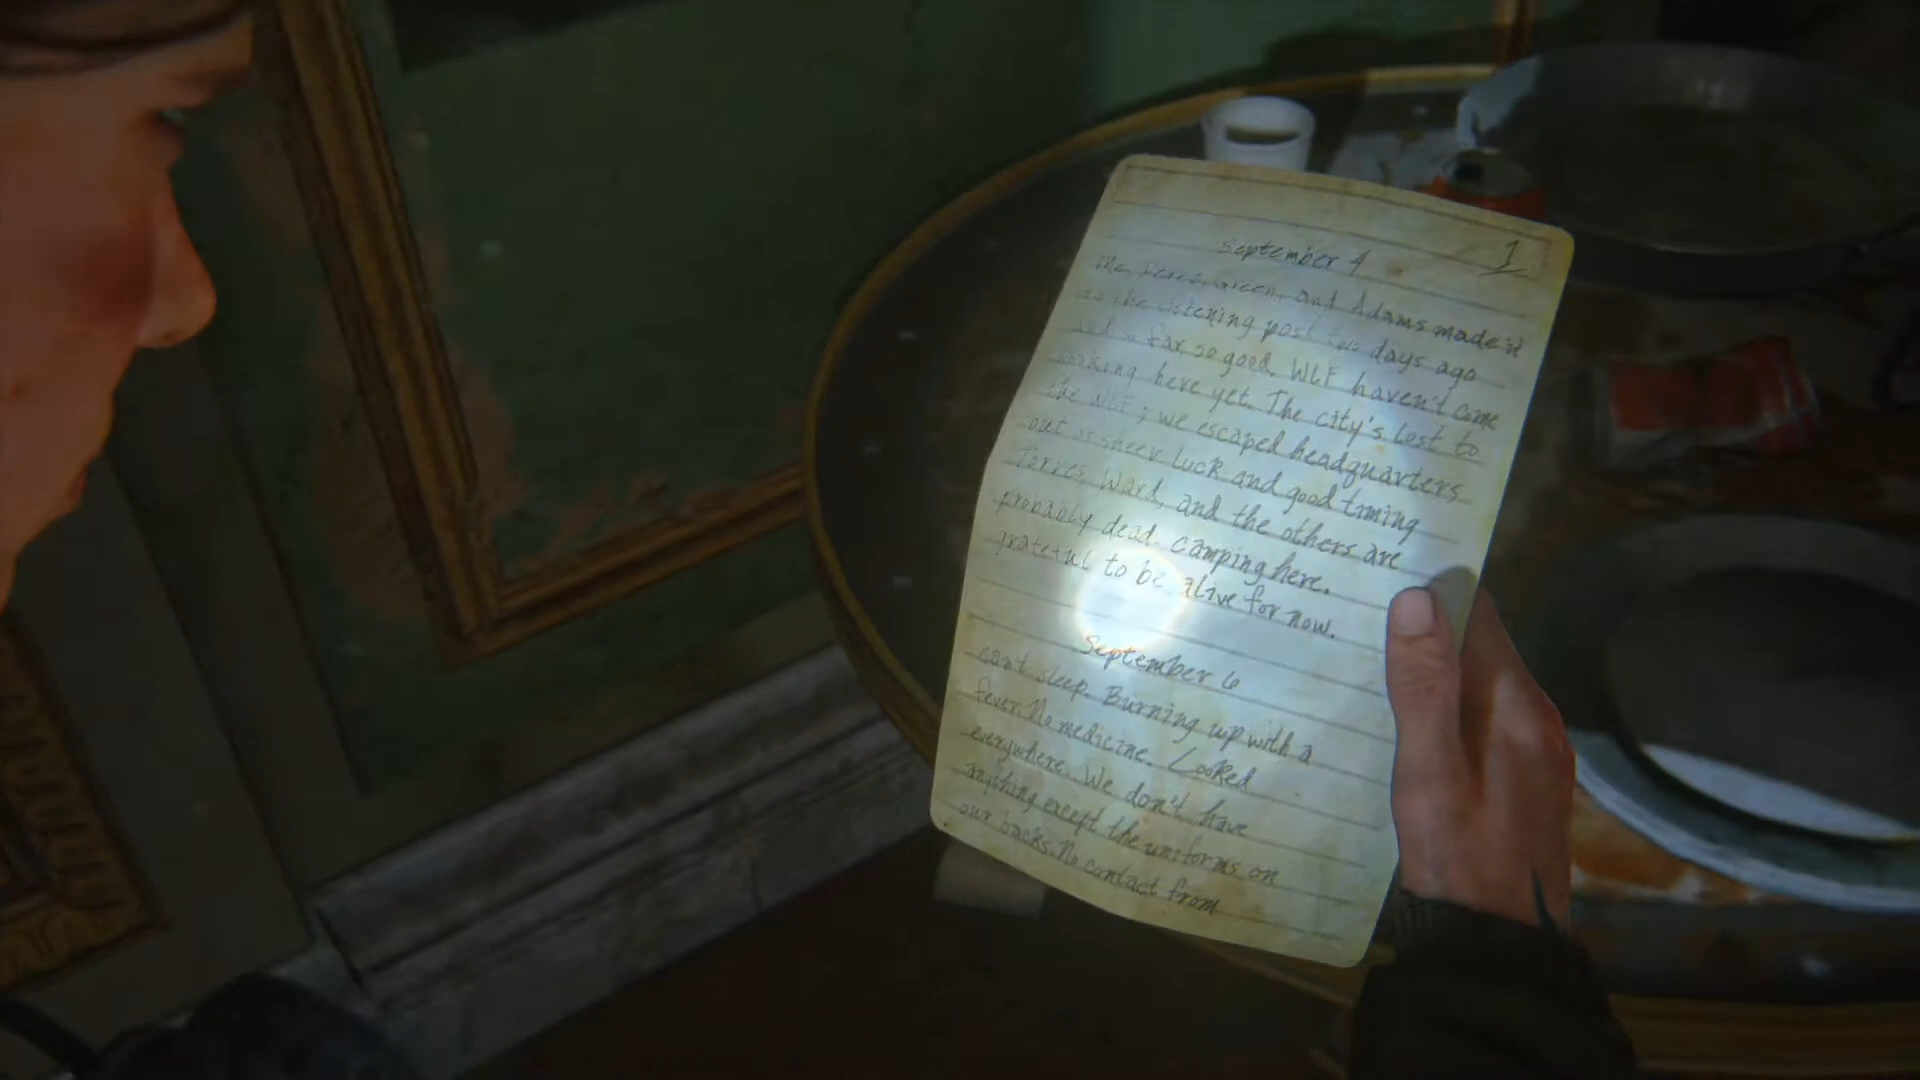 September 4
1
Me, Perez, Green, and Adams made it
to the listening post two days ago
and so far, so good. WLF haven't come
looking here yet. The city's lost to
the WLF; we escaped headquarters
out of sheer luck and good timing
Torres, Ward, and the others are
probably dead. Camping here.
grateful to be alive for now.
September 6
can't sleep. Burning up with a
fever. No medicine. Looked
everywhere. We don't have
anything except the uniforms on
our backs. No contact from